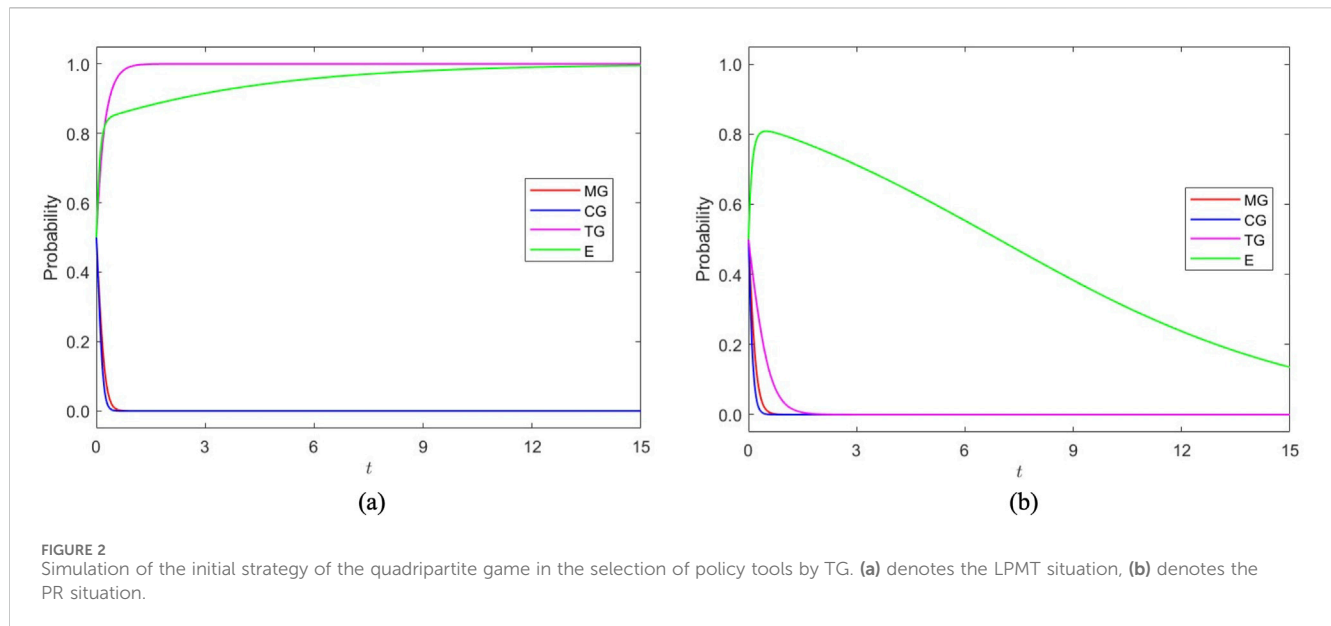 1.0
0.8
0.6
0.4
0.2
0.0
Probability
0
3
6
9
12
15
t
MG
CG
TG
E
(a)
1.0
0.8
0.6
0.4
0.2
0.0
Probability
0
3
6
9
12
15
t
MG
CG
TG
E
(b)
FIGURE 2
Simulation of the initial strategy of the quadripartite game in the selection of policy tools by TG. (a) denotes the LPMT situation, (b) denotes the
PR situation.